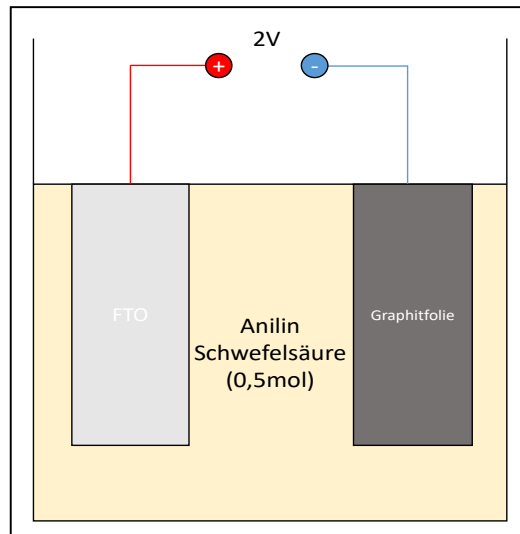 2V
+
-
FTO
Graphitfolie
Anilin
Schwefelsäure
(0,5mol)